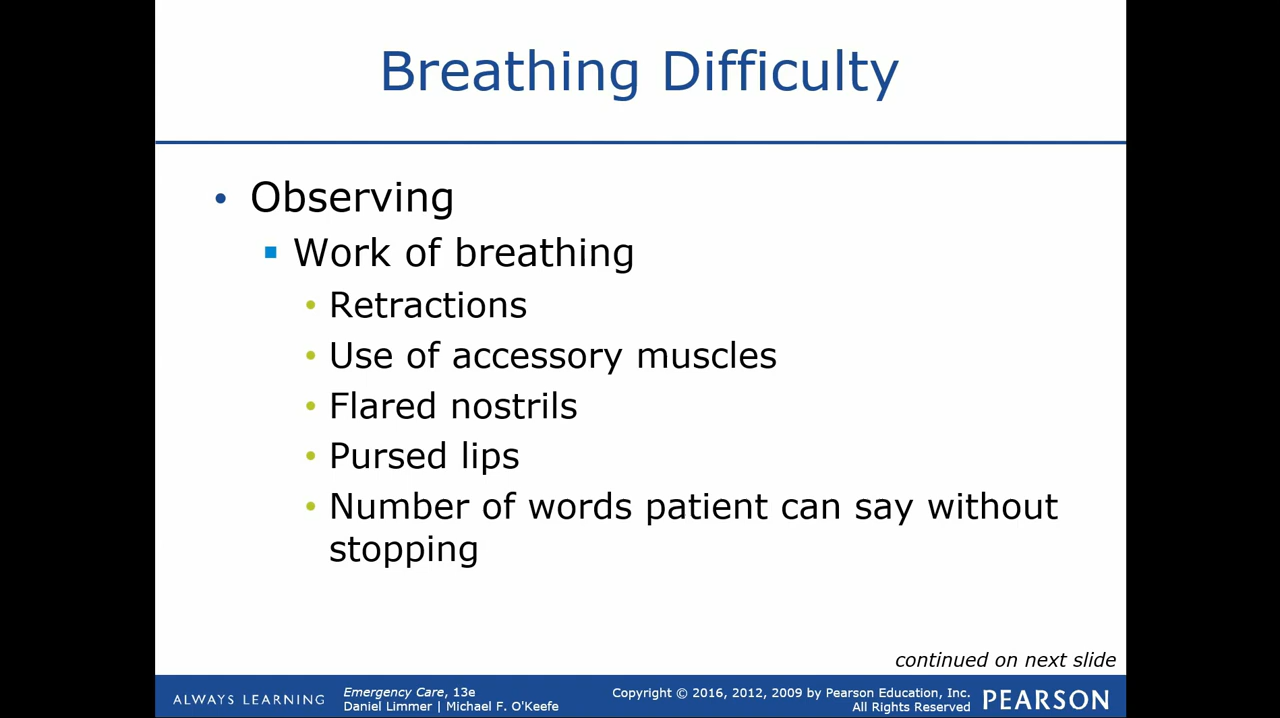 Breathing Difficulty
• Observing
▪ Work of breathing
• Retractions
• Use of accessory muscles
• Flared nostrils
• Pursed lips
• Number of words patient can say without
stopping
continued on next slide
ALWAYS LEARNING
Emergency Care, 13e
Daniel Limmer | Michael F. O'Keefe
Copyright © 2016, 2012, 2009 by Pearson Education, Inc.
All Rights Reserved
PEARSON